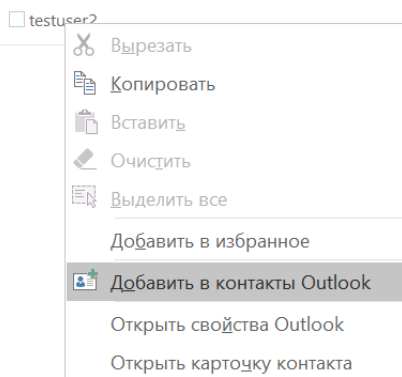 testuser2
Вырезать
Копировать
Вставить
Очистить
Выделить все
Добавить в избранное
Добавить в контакты Outlook
Открыть свойства Outlook
Открыть карточку контакта